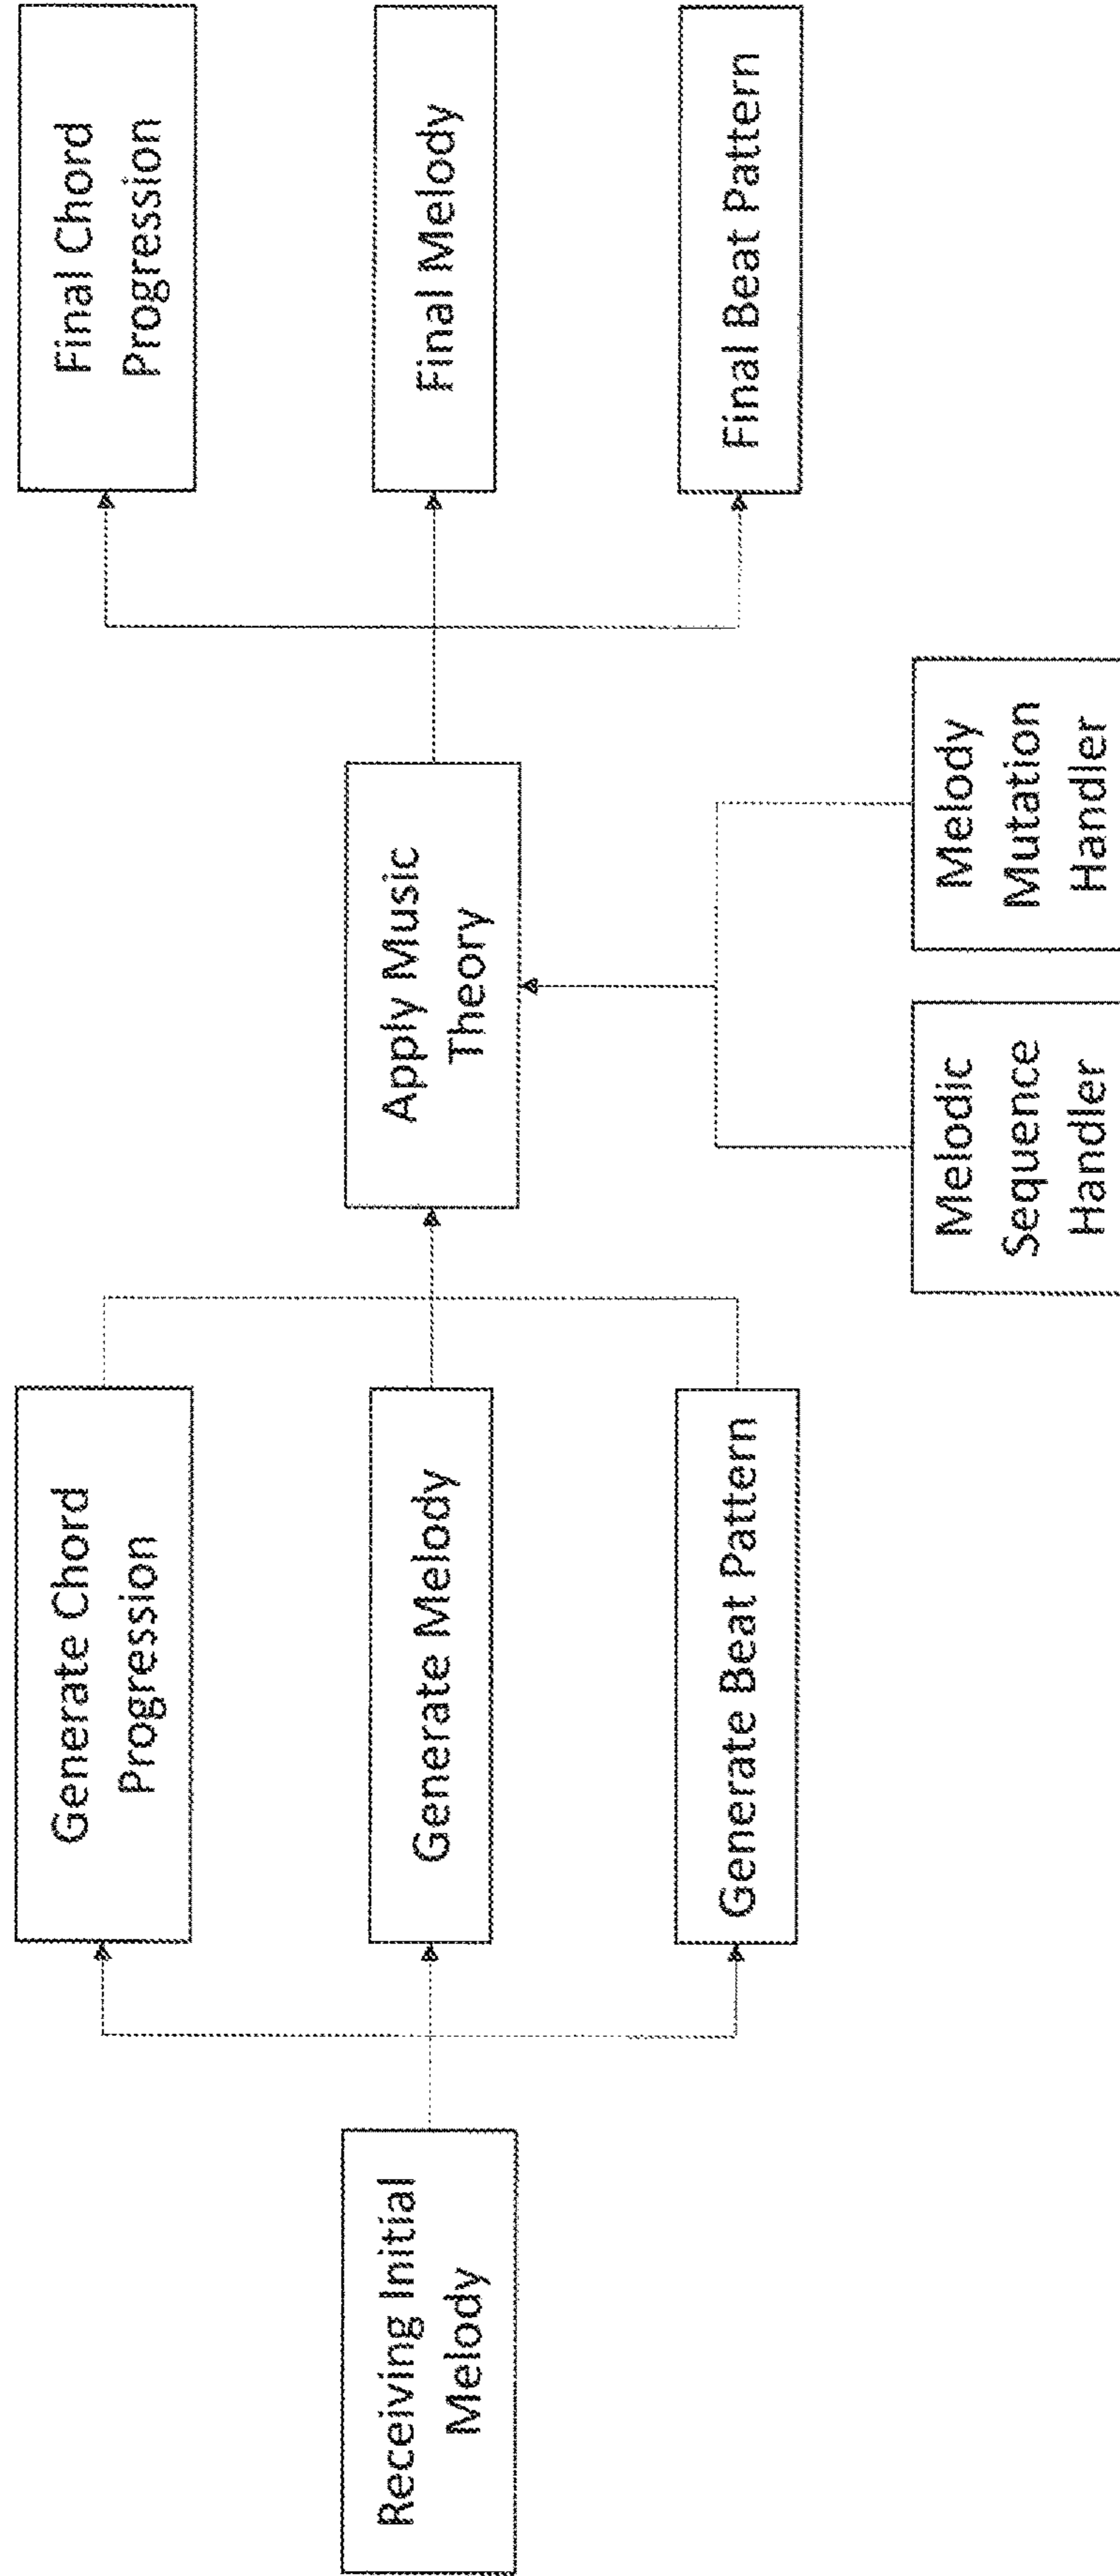 Receiving Initial
Melody
Generate Chord
Progression
Generate Melody
Generate Beat Pattern
Apply Music
Theory
Melodic
Sequence
Handler
Melody
Mutation
Handler
Final Chord
Progression
Final Melody
Final Beat Pattern